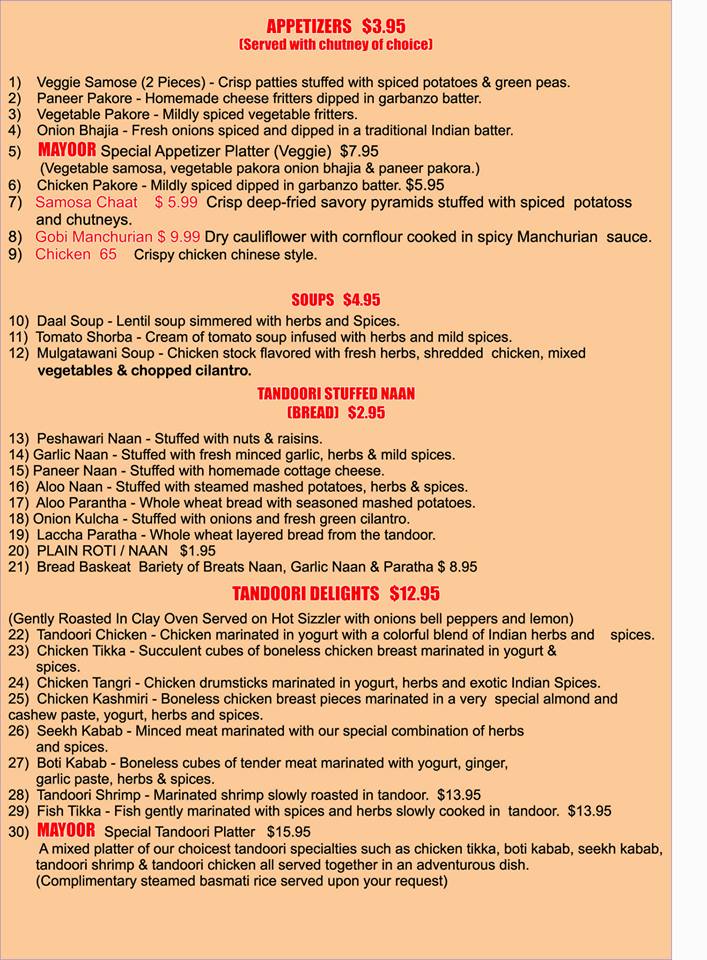 APPETIZERS $3.95
(Served with chutney of choice)
1) Veggie Samose (2 Pieces) - Crisp patties stuffed with spiced potatoes & green peas.
2) Paneer Pakore - Homemade cheese fritters dipped in garbanzo batter.
3) Vegetable Pakore - Mildly spiced vegetable fritters.
4) Onion Bhajia - Fresh onions spiced and dipped in a traditional Indian batter.
5) MAYOOR Special Appetizer Platter (Veggie) $7.95
(Vegetable samosa, vegetable pakora onion bhajia & paneer pakora.)
6) Chicken Pakore - Mildly spiced dipped in garbanzo batter. $5.95
7) Samosa Chaat $ 5.99 Crisp deep-fried savory pyramids stuffed with spiced potatoss
and chutneys.
8) Gobi Manchurian $ 9.99 Dry cauliflower with cornflour cooked in spicy Manchurian sauce.
9) Chicken 65 Crispy chicken chinese style.
SOUPS $4.95
10) Daal Soup - Lentil soup simmered with herbs and Spices.
11) Tomato Shorba - Cream of tomato soup infused with herbs and mild spices.
12) Mulgatawani Soup - Chicken stock flavored with fresh herbs, shredded chicken, mixed
vegetables & chopped cilantro.
TANDOORI STUFFED NAAN
(BREAD) $2.95
13) Peshawari Naan - Stuffed with nuts & raisins.
14) Garlic Naan - Stuffed with fresh minced garlic, herbs & mild spices.
15) Paneer Naan - Stuffed with homemade cottage cheese.
16) Aloo Naan - Stuffed with steamed mashed potatoes, herbs & spices.
17) Aloo Parantha - Whole wheat bread with seasoned mashed potatoes.
18) Onion Kulcha - Stuffed with onions and fresh green cilantro.
19) Laccha Paratha - Whole wheat layered bread from the tandoor.
20) PLAIN ROTI / NAAN $1.95
21) Bread Baskeat Bariety of Breats Naan, Garlic Naan & Paratha $ 8.95
TANDOORI DELIGHTS $12.95
(Gently Roasted In Clay Oven Served on Hot Sizzler with onions bell peppers and lemon)
22) Tandoori Chicken - Chicken marinated in yogurt with a colorful blend of Indian herbs and spices.
23) Chicken Tikka - Succulent cubes of boneless chicken breast marinated in yogurt &
spices.
24) Chicken Tangri - Chicken drumsticks marinated in yogurt, herbs and exotic Indian Spices.
25) Chicken Kashmiri - Boneless chicken breast pieces marinated in a very special almond and
cashew paste, yogurt, herbs and spices.
26) Seekh Kabab - Minced meat marinated with our special combination of herbs
and spices.
27) Boti Kabab - Boneless cubes of tender meat marinated with yogurt, ginger,
garlic paste, herbs & spices.
28) Tandoori Shrimp - Marinated shrimp slowly roasted in tandoor. $13.95
29) Fish Tikka - Fish gently marinated with spices and herbs slowly cooked in tandoor. $13.95
30) MAYOOR Special Tandoori Platter $15.95
A mixed platter of our choicest tandoori specialties such as chicken tikka, boti kabab, seekh kabab,
tandoori shrimp & tandoori chicken all served together in an adventurous dish.
(Complimentary steamed basmati rice served upon your request)